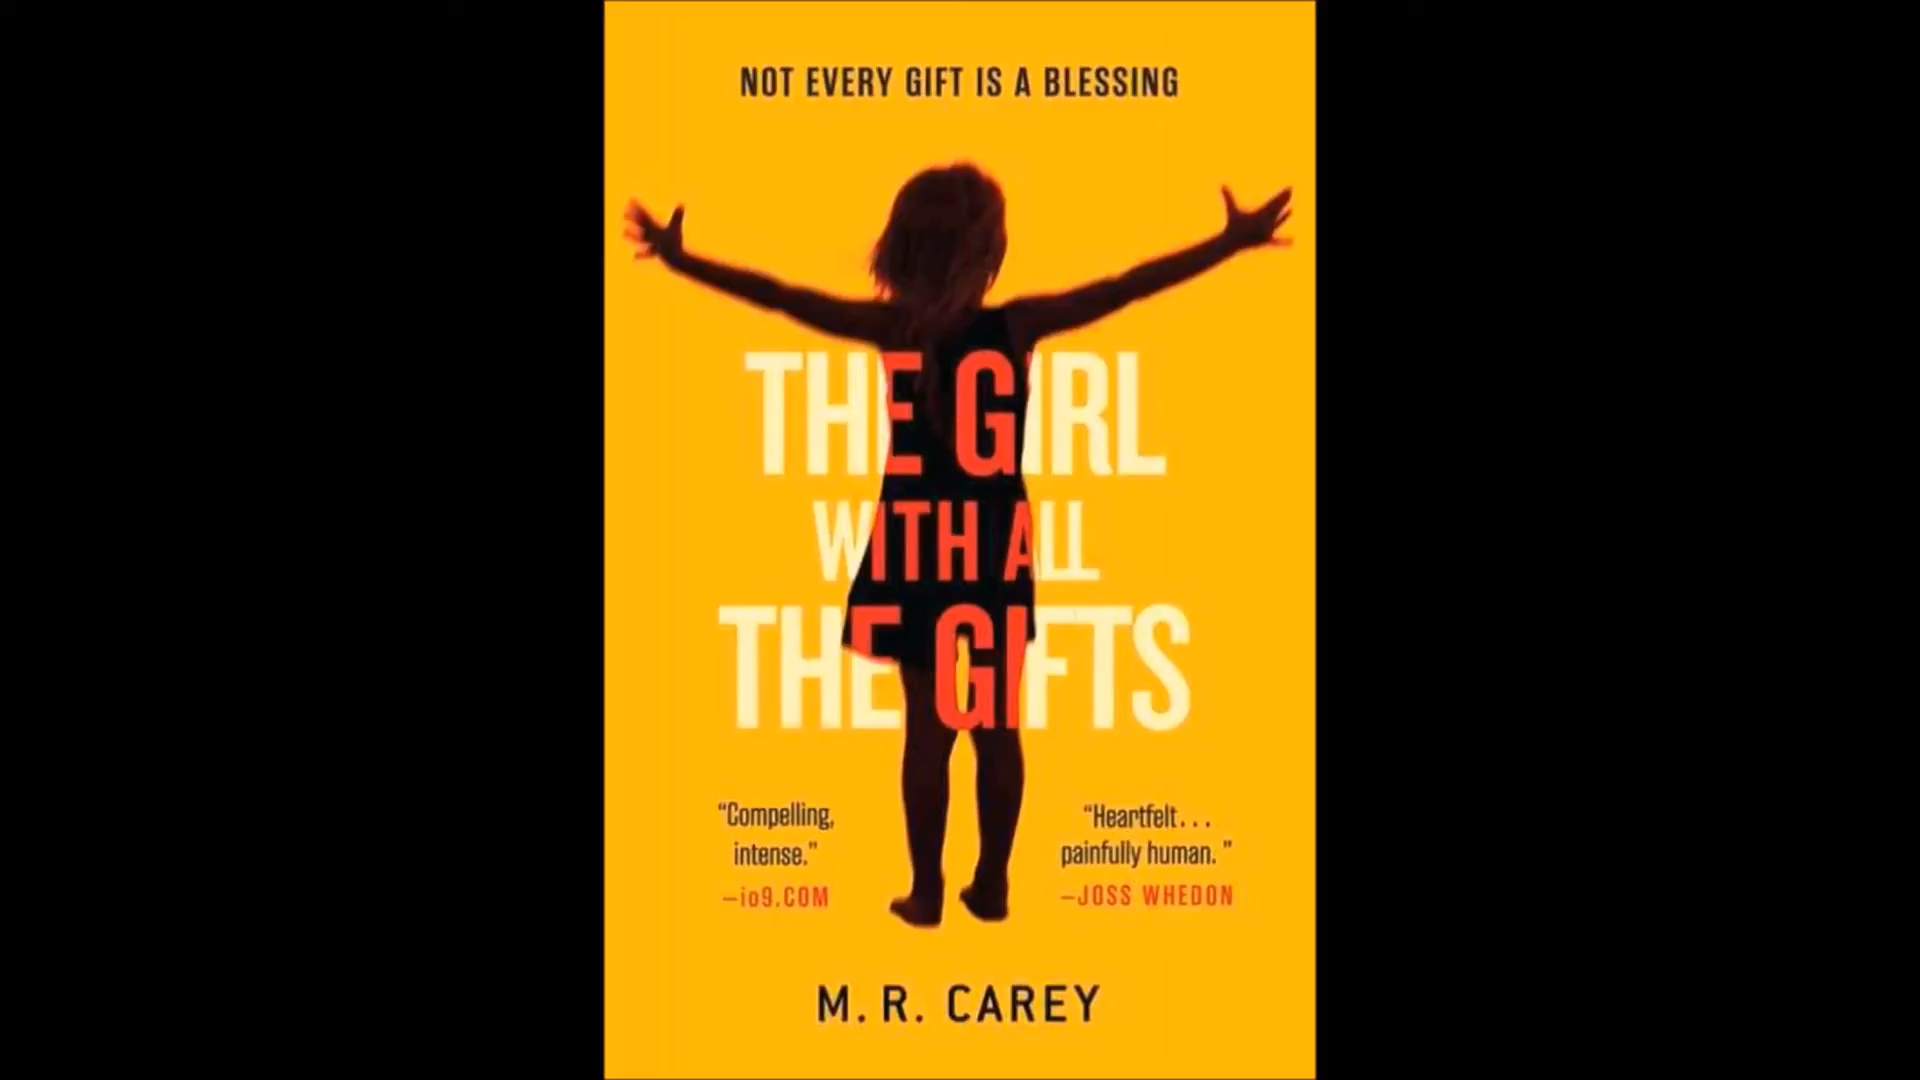 NOT EVERY GIFT IS A BLESSING
THE GIRL
WITH ALL
THE GIFTS
“Compelling,
intense.”
—io9.COM
“Heartfelt...
painfully human. ”
—JOSS WHEDON
M. R. CAREY